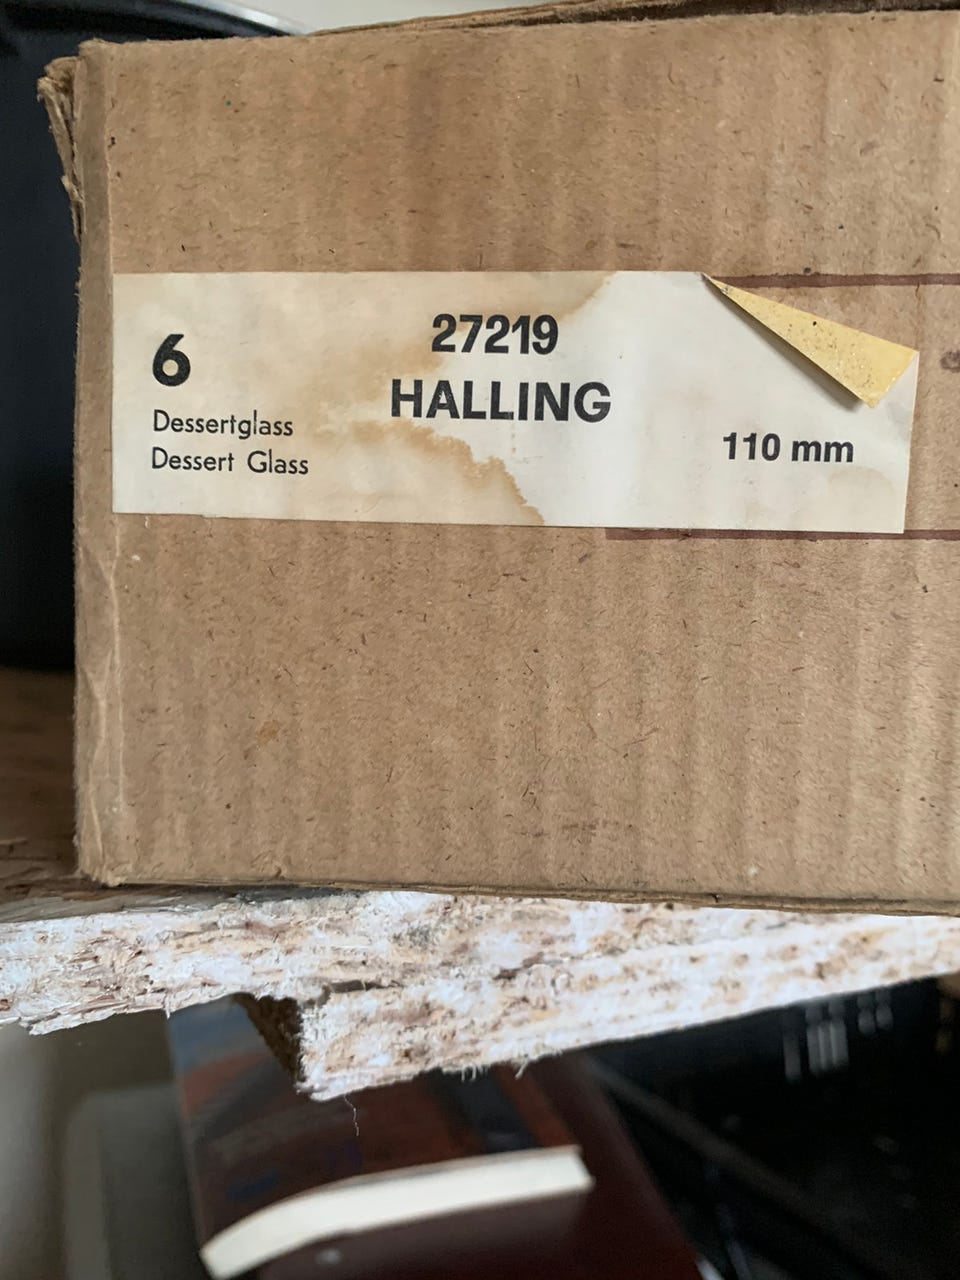 6
Dessertglass
Dessert Glass
27219
HALLING
110 mm